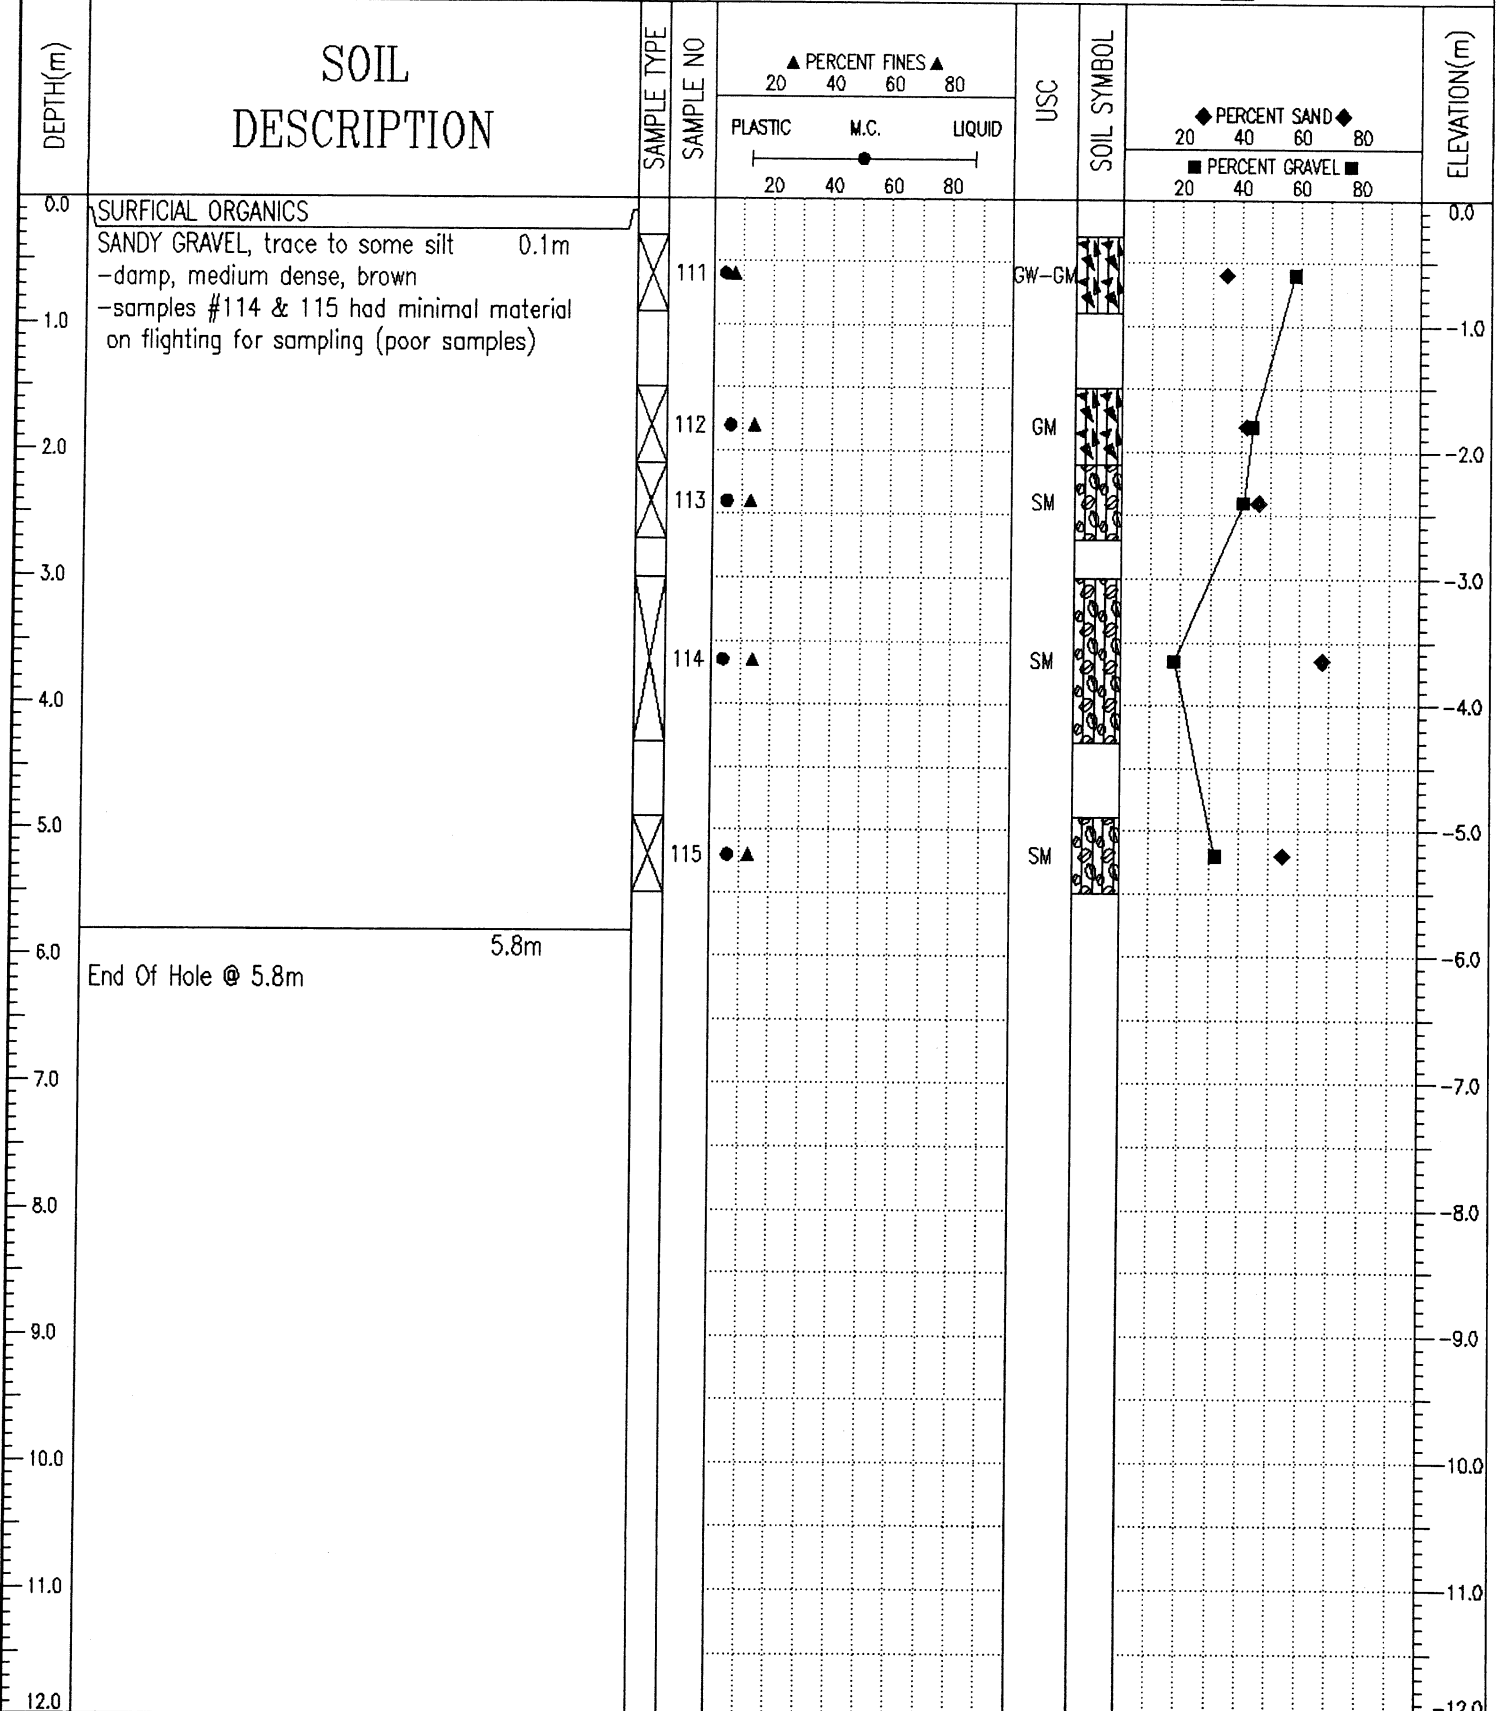 DEPTH(m)
SOIL
DESCRIPTION
SAMPLE TYPE
SAMPLE NO
▲ PERCENT FINES ▲
20 40 60 80
PLASTIC M.C. LIQUID
20 40 60 80
USC
SOIL SYMBOL
◆ PERCENT SAND ◆
20 40 60 80
■ PERCENT GRAVEL ■
20 40 60 80
ELEVATION(m)
0.0
SURFICIAL ORGANICS
0.0
SANDY GRAVEL, trace to some silt 0.1m
-damp, medium dense, brown
111
GW-GM
-samples #114 & 115 had minimal material
1.0
-1.0
on flighting for sampling (poor samples)
112
GM
2.0
-2.0
113
SM
3.0
-3.0
114
SM
4.0
-4.0
5.0
-5.0
115
SM
5.8m
6.0
-6.0
End Of Hole @ 5.8m
7.0
-7.0
8.0
-8.0
9.0
-9.0
10.0
-10.0
11.0
-11.0
12.0
-12.0